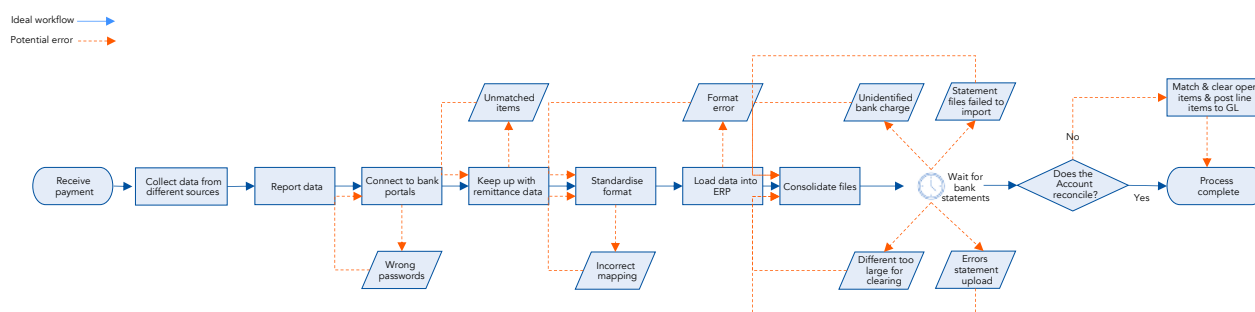 Ideal workflow
Potential error
Unmatched
items
Format
error
Unidentified
bank charge
Statement
files failed to
import
Match & clear open
items & post line
items to GL
No
Receive
payment
Collect data from
different sources
Report data
Connect to bank
portals
Keep up with
remittance data
Standardise
format
Load data into
ERP
Consolidate files
Wait for
bank
statements
Does the
Account
reconcile?
Yes
Process
complete
Wrong
passwords
Incorrect
mapping
Different too
large for
clearing
Errors
statement
upload